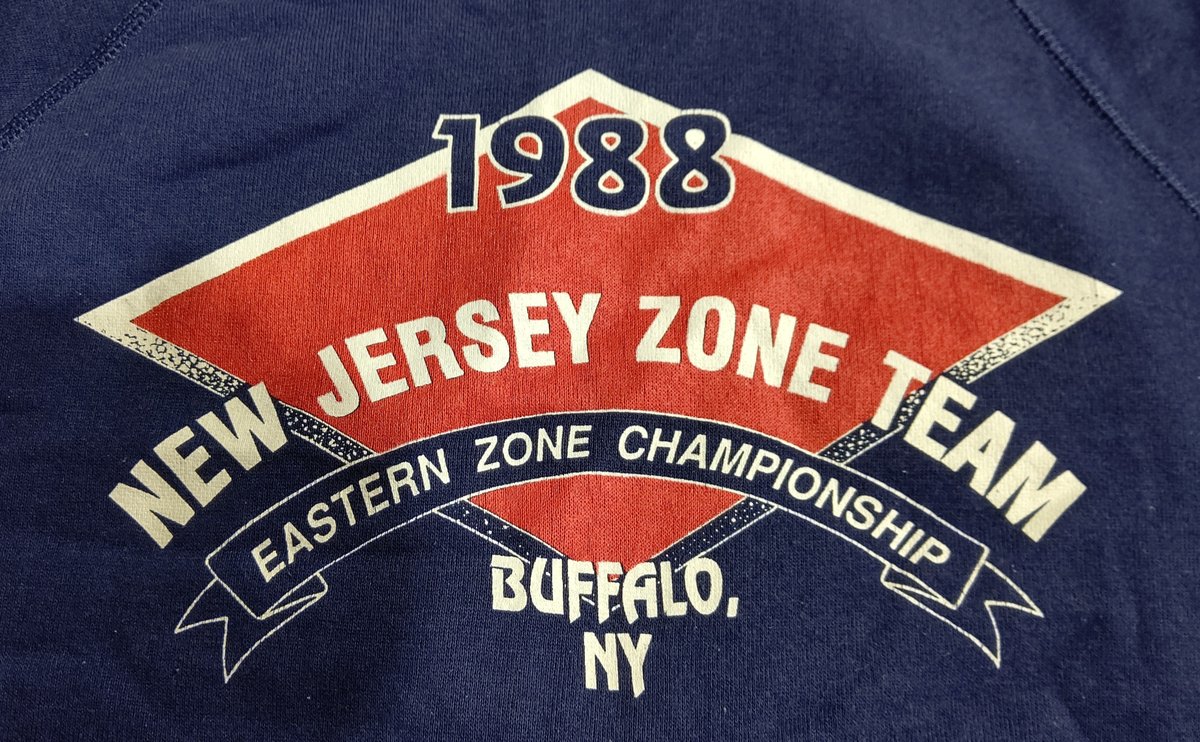 1988
NEW JERSEY ZONE TEAM
EASTERN ZONE CHAMPIONSHIP
BUFFALO,
NY